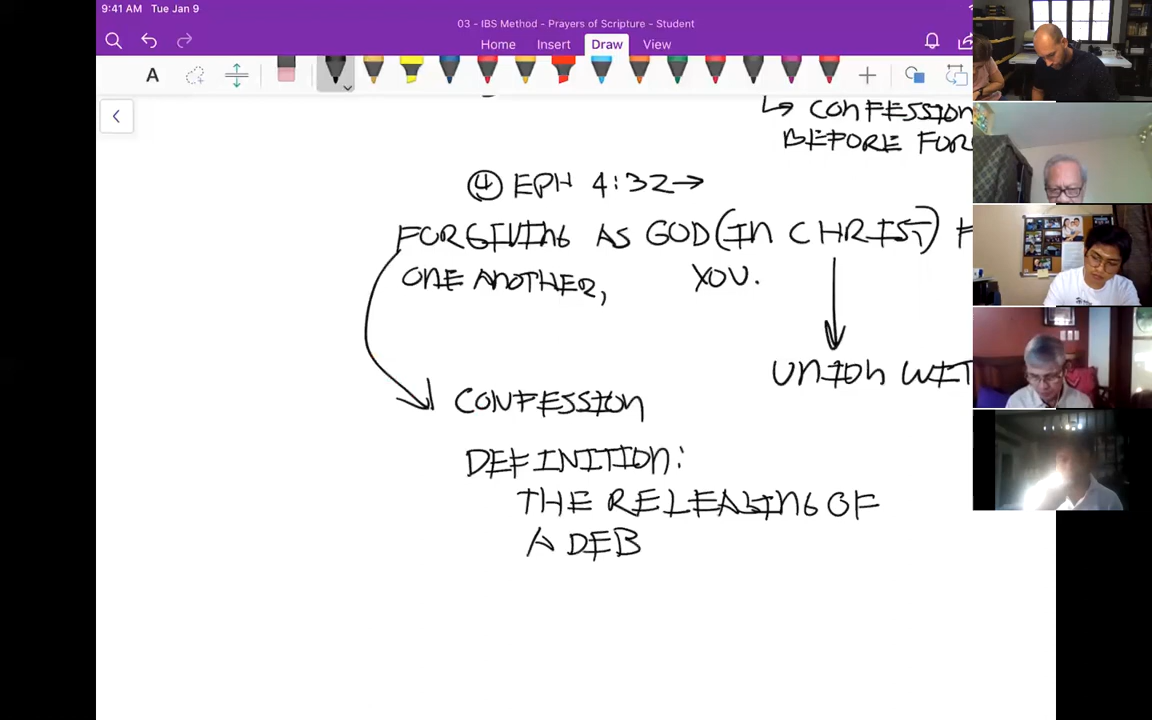 9:41 AM Tue Jan 9
03 - IBS Method - Prayers of Scripture - Student
Home Insert Draw View
A
↳ CONFESSION
BEFORE FOR
④ EPH 4:32→
FORGIVING AS GOD (IN CHRIST) F
ONE ANOTHER, YOU.
UNION WIT
CONFESSION
DEFINITION:
THE RELEASING OF
A DEB